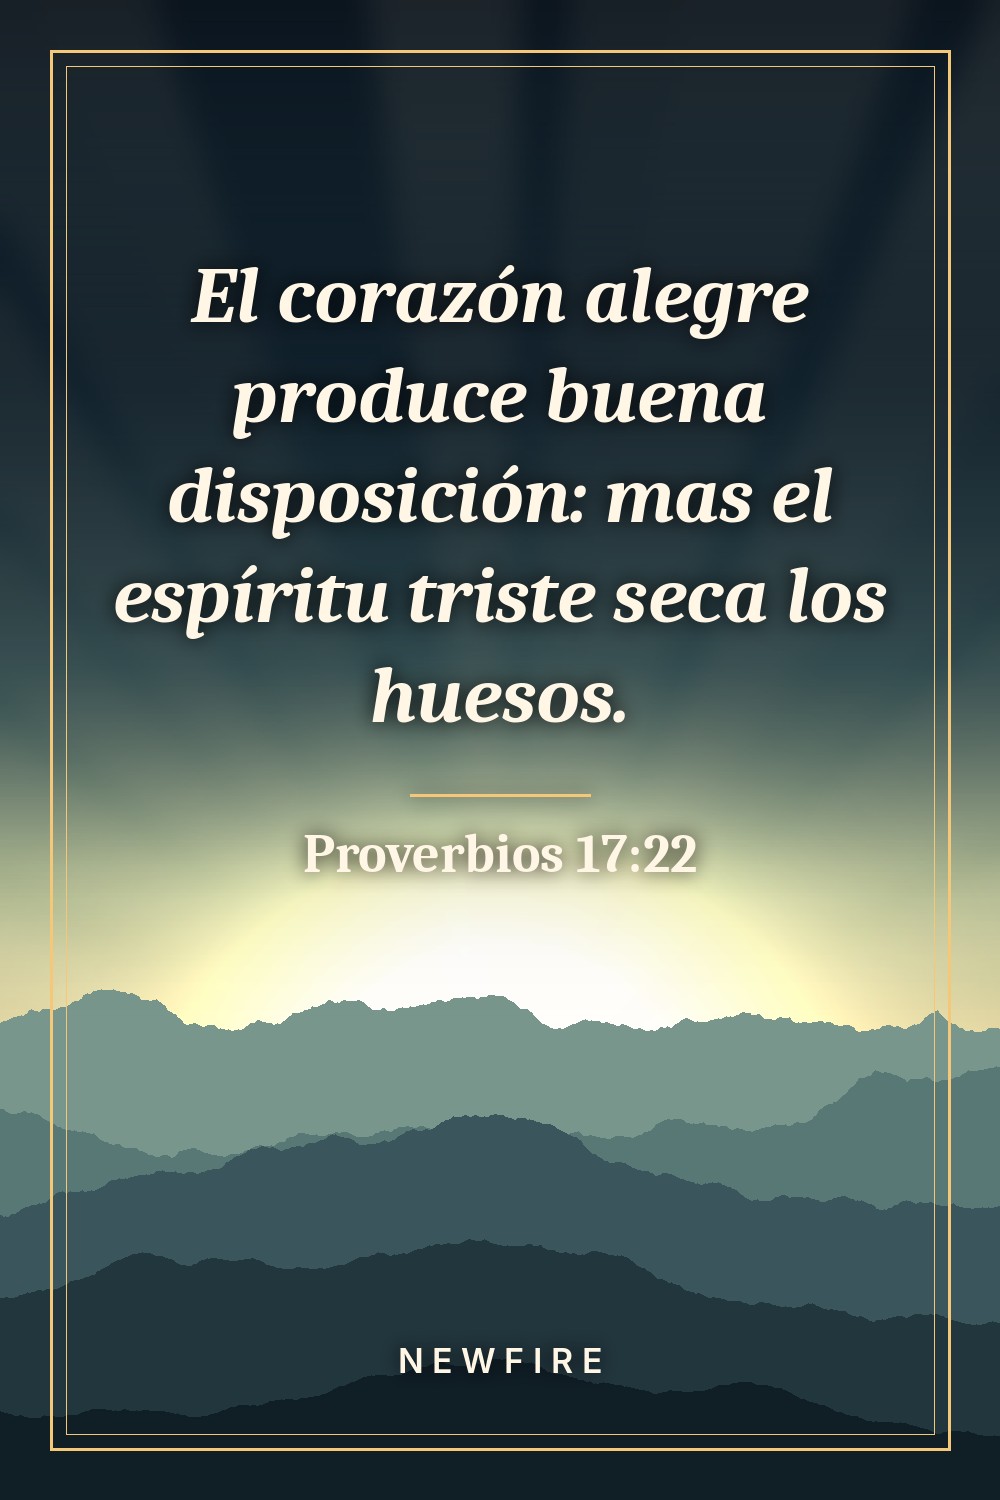 El corazón alegre
produce buena
disposición: mas el
espíritu triste seca los
huesos.
Proverbios 17:22
NEWFIRE